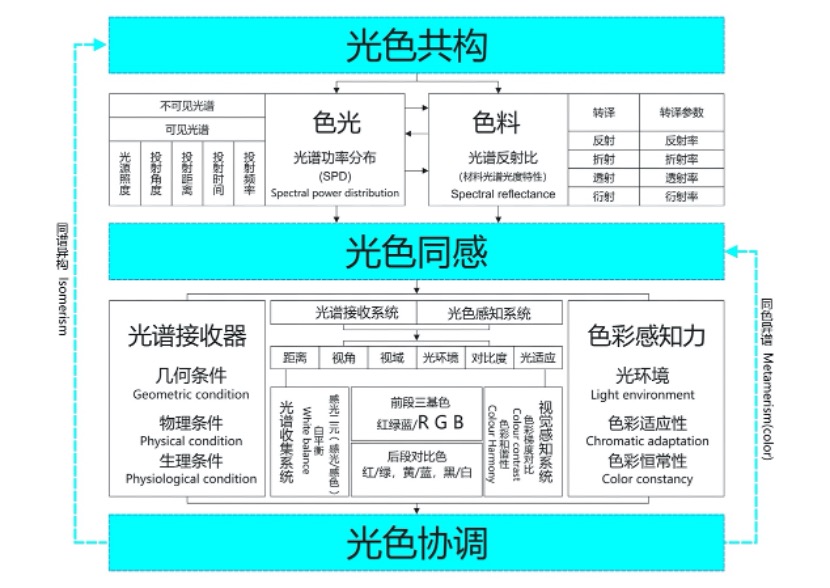 光色共构
不可见光谱
可见光谱
光源照度
投射角度
投射距离
投射时间
投射频率
色光
光谱功率分布
(SPD)
Spectral power distribution
色料
光谱反射比
(材料光谱光度特性)
Spectral reflectance
转译
转译参数
反射
反射率
折射
折射率
透射
透射率
衍射
衍射率
光色同感
Isomerism
Metamerism(color)
光谱接收器
几何条件
Geometric condition
物理条件
Physical condition
生理条件
Physiological condition
光谱接收系统
光色感知系统
距离
视角
视域
光环境
对比度
光适应
光谱收集系统
感光二元(感光/感色)
白平衡
White balance
前段三基色
红绿蓝/R G B
后段对比色
红/绿, 黄/蓝, 黑/白
视觉感知系统
色彩梯度对比
Colour contrast
色彩和谐性
Colour Harmony
色彩感知力
光环境
Light environment
色彩适应性
Chromatic adaptation
色彩恒常性
Color constancy
光色协调